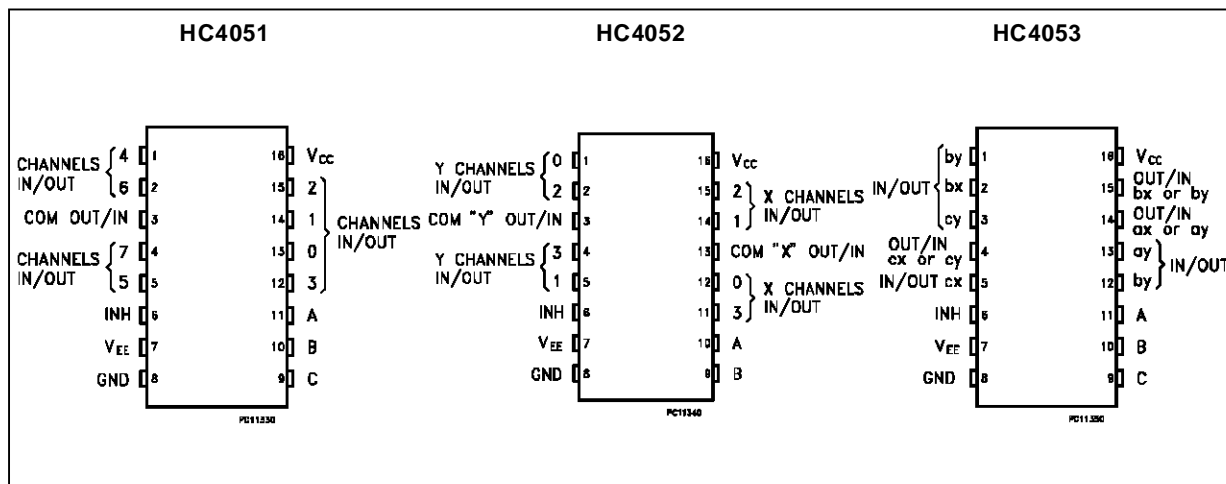 HC4051
4
CHANNELS
IN/OUT
6
COM OUT/IN
7
CHANNELS
IN/OUT
5
INH
VEE
GND
1
2
3
4
5
6
7
8
16
15
14
13
12
11
10
9
VCC
2
1
CHANNELS
IN/OUT
0
3
A
B
C
PC11330
HC4052
0
Y CHANNELS
IN/OUT
2
COM "Y" OUT/IN
3
Y CHANNELS
IN/OUT
1
INH
VEE
GND
1
2
3
4
5
6
7
8
16
15
14
13
12
11
10
9
VCC
2
X CHANNELS
IN/OUT
1
COM "X" OUT/IN
0
X CHANNELS
IN/OUT
3
A
B
PC11340
HC4053
by
IN/OUT
bx
cy
OUT/IN
cx or cy
IN/OUT cx
INH
VEE
GND
1
2
3
4
5
6
7
8
16
15
14
13
12
11
10
9
VCC
OUT/IN
bx or by
OUT/IN
ax or ay
ay
IN/OUT
by
A
B
C
PC11350